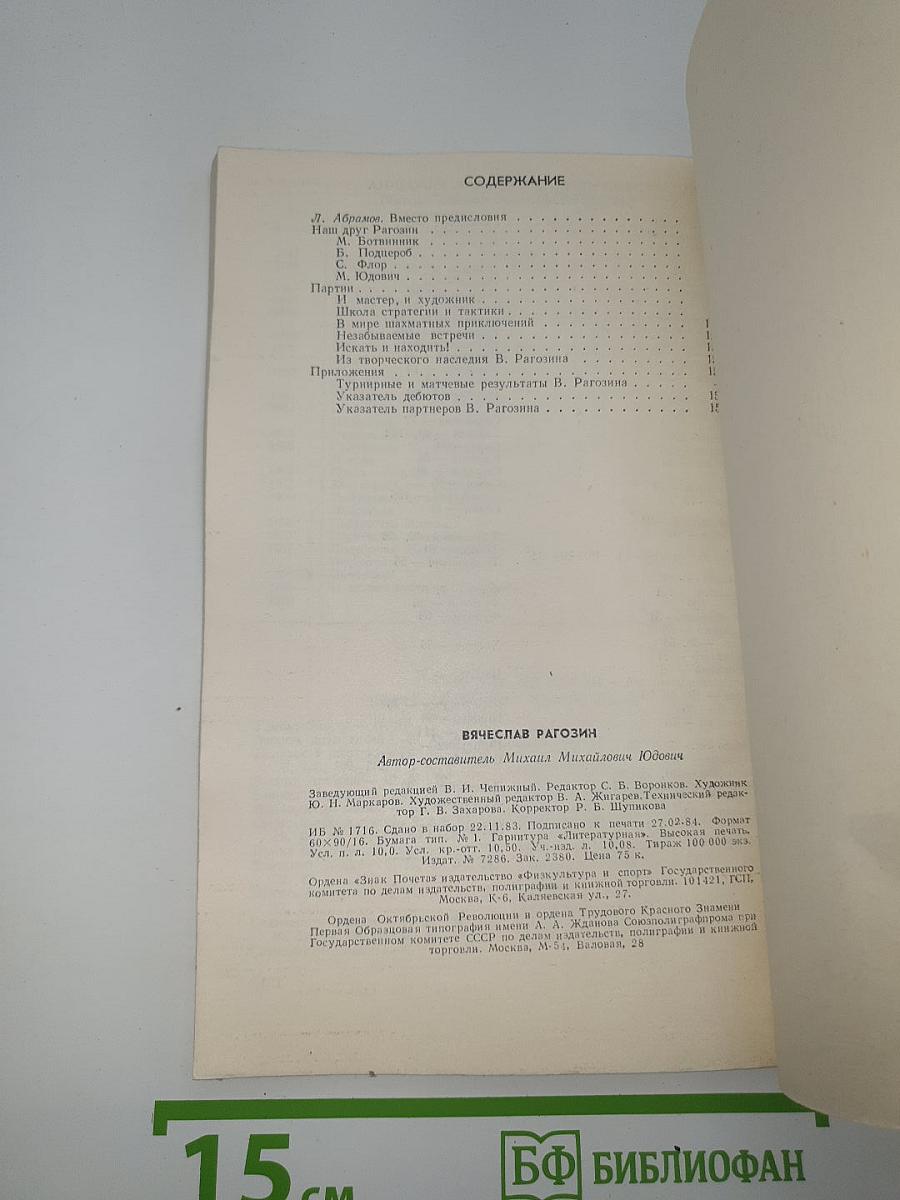 СОДЕРЖАНИЕ
Л. Абрамов. Вместо предисловия . . . . . . . . . . . . .
Наш друг Рагозин . . . . . . . . . . . . . . . . . . .
М. Ботвинник . . . . . . . . . . . . . . . . . . .
Б. Подцероб . . . . . . . . . . . . . . . . . . . .
С. Флор . . . . . . . . . . . . . . . . . . . . .
М. Юдович . . . . . . . . . . . . . . . . . . . .
Партии . . . . . . . . . . . . . . . . . . . . . . .
И мастер, и художник . . . . . . . . . . . . . . .
Школа стратегии и тактики . . . . . . . . . . . . .
В мире шахматных приключений . . . . . . . . . . . 1
Незабываемые встречи . . . . . . . . . . . . . . . 1
Искать и находить! . . . . . . . . . . . . . . . . . 1
Из творческого наследия В. Рагозина . . . . . . . . 1
Приложения . . . . . . . . . . . . . . . . . . . . . 1
Турнирные и матчевые результаты В. Рагозина . . . . .
Указатель дебютов . . . . . . . . . . . . . . . . . 15
Указатель партнеров В. Рагозина . . . . . . . . . . . 15
ВЯЧЕСЛАВ РАГОЗИН
Автор-составитель Михаил Михайлович Юдович
Заведующий редакцией В. И. Чепижный. Редактор С. Б. Воронков. Художник
Ю. Н. Маркаров. Художественный редактор В. А. Жигарев. Технический редак-
тор Г. В. Захарова. Корректор Р. Б. Шупикова
ИБ № 1716. Сдано в набор 22.11.83. Подписано к печати 27.02.84. Формат
60×90/16. Бумага тип. № 1. Гарнитура «Литературная». Высокая печать.
Усл. п. л. 10,0. Усл. кр.-отт. 10,50. Уч.-изд. л. 10,08. Тираж 100 000 экз.
Издат. № 7286. Зак. 2380. Цена 75 к.
Ордена «Знак Почета» издательство «Физкультура и спорт» Государственного
комитета по делам издательств, полиграфии и книжной торговли. 101421, ГСП,
Москва, К-6, Каляевская ул., 27.
Ордена Октябрьской Революции и ордена Трудового Красного Знамени
Первая Образцовая типография имени А. А. Жданова Союзполиграфпрома при
Государственном комитете СССР по делам издательств, полиграфии и книжной
торговли. Москва, М-54, Валовая, 28
15 см
БФ БИБЛИОФАН